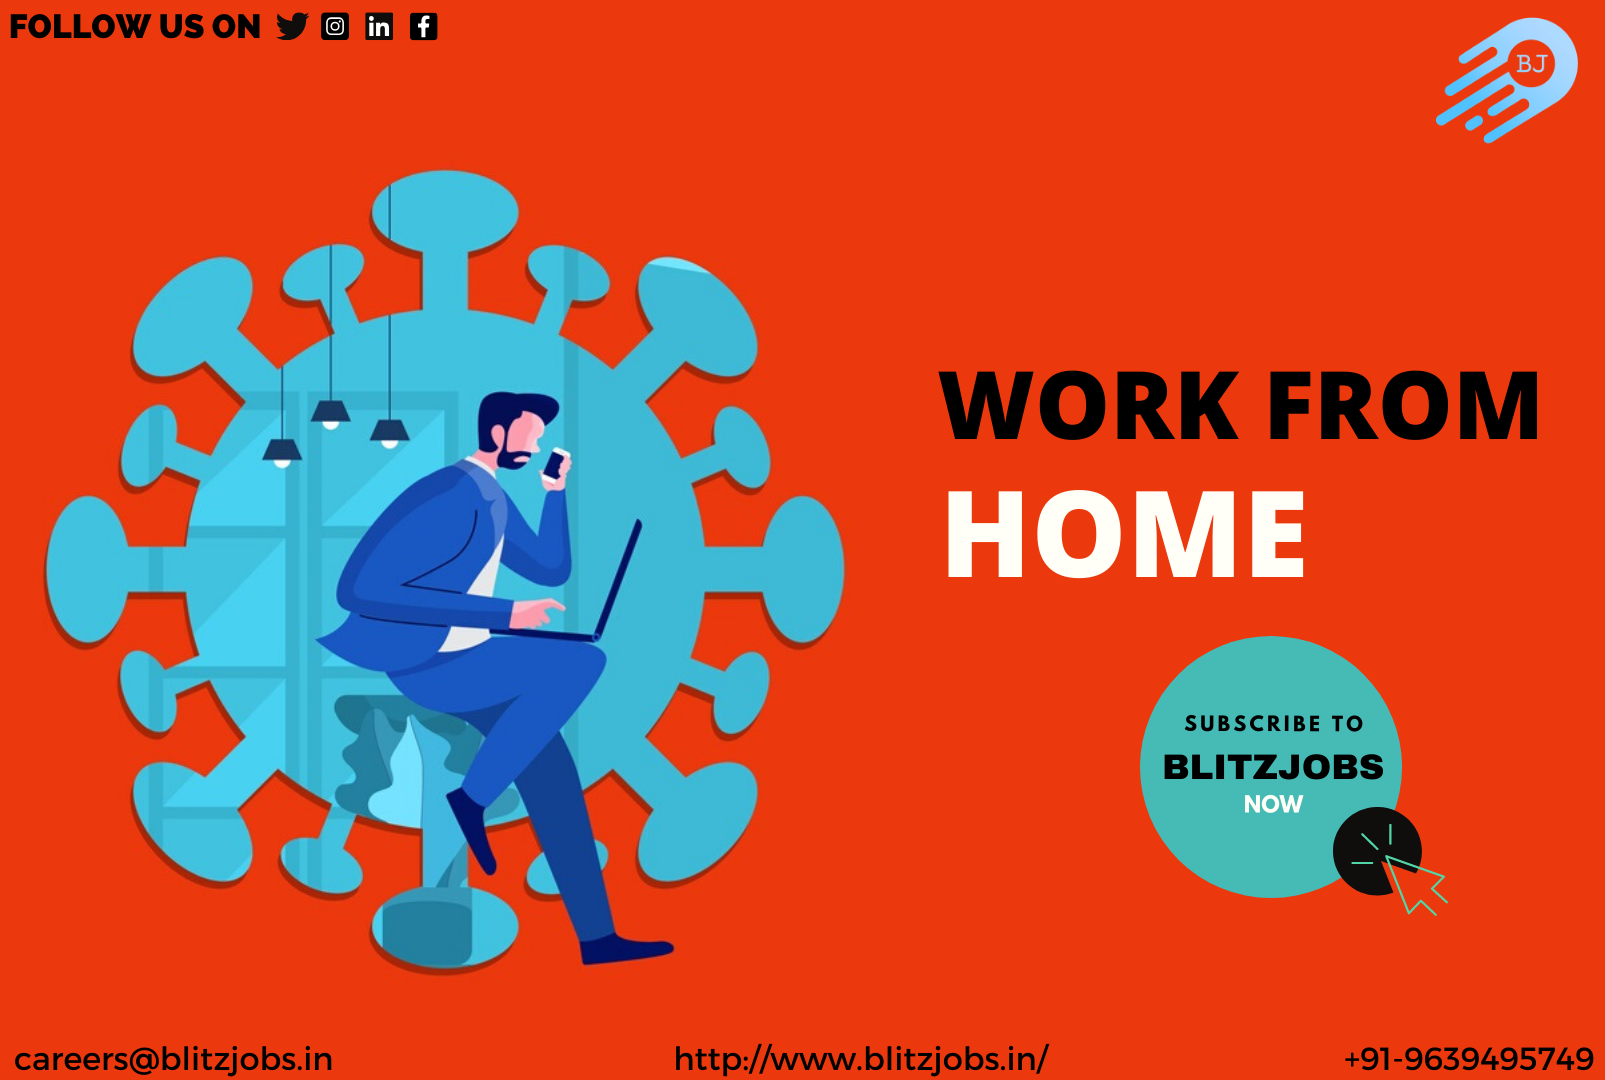 FOLLOW US ON
BJ
WORK FROM
HOME
SUBSCRIBE TO
BLITZJOBS
NOW
careers@blitzjobs.in
http://www.blitzjobs.in/
+91-9639495749